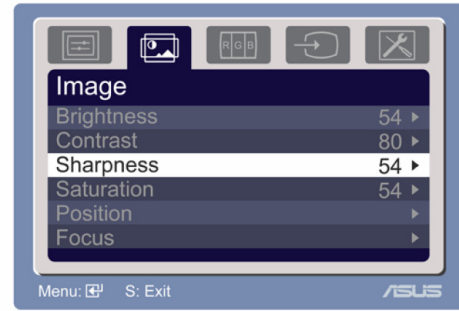 R G B
Image
Brightness 54
Contrast 80
Sharpness 54
Saturation 54
Position
Focus
Menu: S: Exit
ASUS